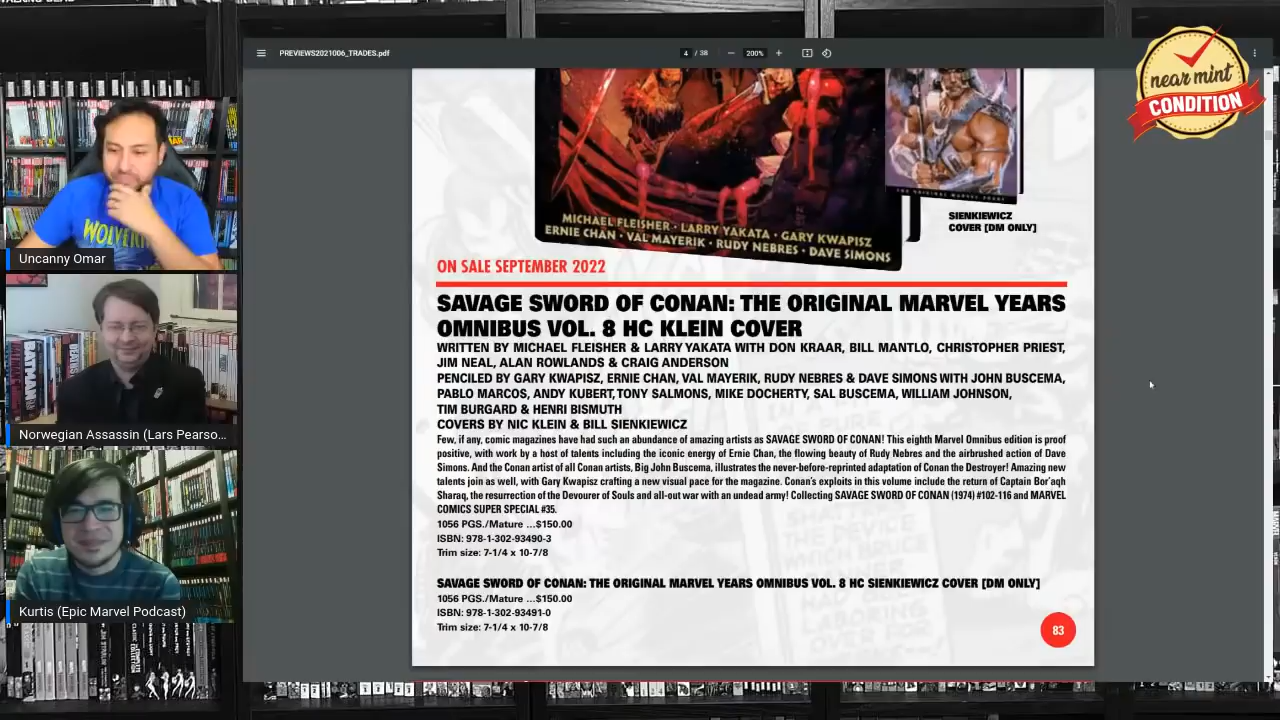 PREVIEWS2021006_TRADES.pdf
4 / 38
200%
near mint
CONDITION
THE ORIGINAL MARVEL YEARS
MICHAEL FLEISHER • LARRY YAKATA • GARY KWAPISZ
ERNIE CHAN • VAL MAYERIK • RUDY NEBRES • DAVE SIMONS
SIENKIEWICZ
COVER [DM ONLY]
ON SALE SEPTEMBER 2022
SAVAGE SWORD OF CONAN: THE ORIGINAL MARVEL YEARS
OMNIBUS VOL. 8 HC KLEIN COVER
WRITTEN BY MICHAEL FLEISHER & LARRY YAKATA WITH DON KRAAR, BILL MANTLO, CHRISTOPHER PRIEST,
JIM NEAL, ALAN ROWLANDS & CRAIG ANDERSON
PENCILED BY GARY KWAPISZ, ERNIE CHAN, VAL MAYERIK, RUDY NEBRES & DAVE SIMONS WITH JOHN BUSCEMA,
PABLO MARCOS, ANDY KUBERT, TONY SALMONS, MIKE DOCHERTY, SAL BUSCEMA, WILLIAM JOHNSON,
TIM BURGARD & HENRI BISMUTH
COVERS BY NIC KLEIN & BILL SIENKIEWICZ
Few, if any, comic magazines have had such an abundance of amazing artists as SAVAGE SWORD OF CONAN! This eighth Marvel Omnibus edition is proof
positive, with work by a host of talents including the iconic energy of Ernie Chan, the flowing beauty of Rudy Nebres and the airbrushed action of Dave
Simons. And the Conan artist of all Conan artists, Big John Buscema, illustrates the never-before-reprinted adaptation of Conan the Destroyer! Amazing new
talents join as well, with Gary Kwapisz crafting a new visual pace for the magazine. Conan's exploits in this volume include the return of Captain Bor'aqh
Sharaq, the resurrection of the Devourer of Souls and all-out war with an undead army! Collecting SAVAGE SWORD OF CONAN (1974) #102-116 and MARVEL
COMICS SUPER SPECIAL #35.
1056 PGS./Mature ...$150.00
ISBN: 978-1-302-93490-3
Trim size: 7-1/4 x 10-7/8
SAVAGE SWORD OF CONAN: THE ORIGINAL MARVEL YEARS OMNIBUS VOL. 8 HC SIENKIEWICZ COVER [DM ONLY]
1056 PGS./Mature ...$150.00
ISBN: 978-1-302-93491-0
Trim size: 7-1/4 x 10-7/8
83
Uncanny Omar
Norwegian Assassin (Lars Pearso...
Kurtis (Epic Marvel Podcast)